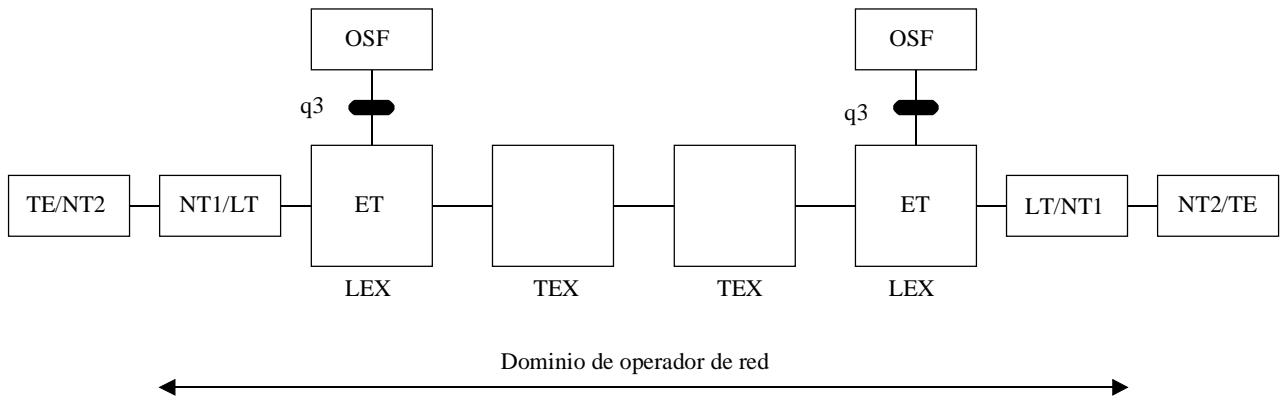 OSF OSF
q3 q3
TE/NT2 NT1/LT ET ET LT/NT1 NT2/TE
LEX TEX TEX LEX
Dominio de operador de red